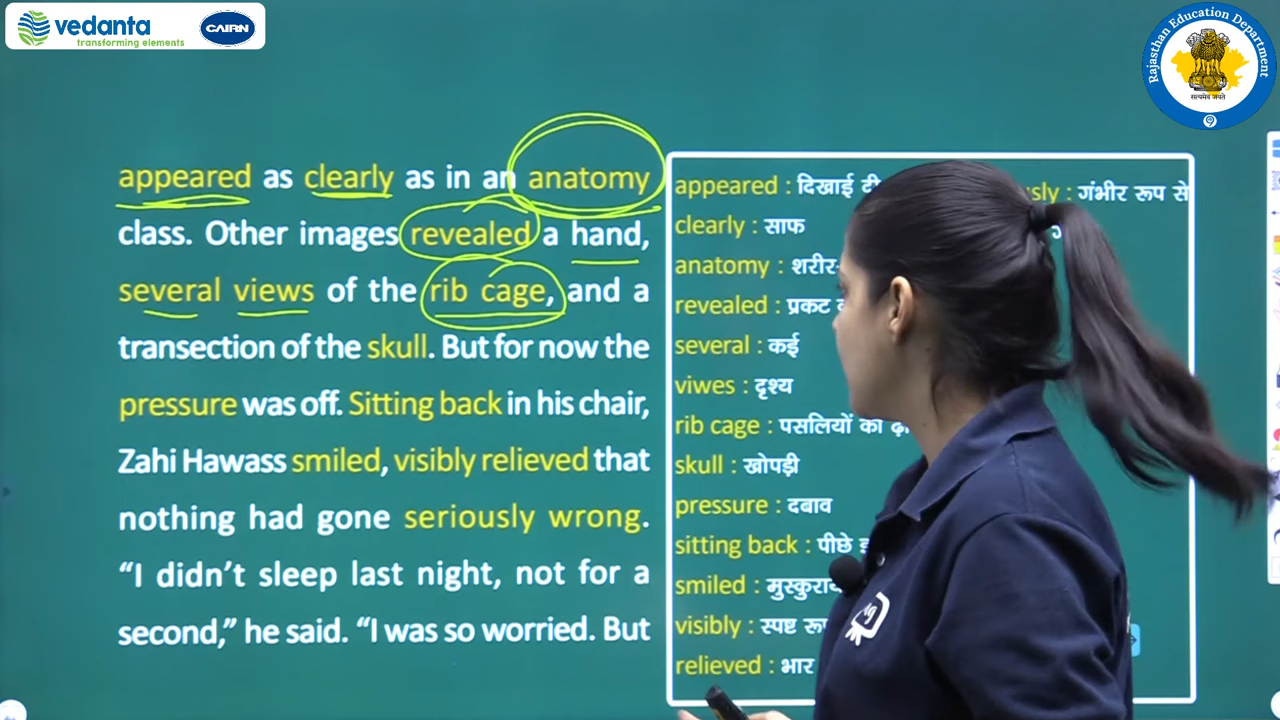 vedanta
transforming elements
CAIRN
Rajasthan Education Department
सत्यमेव जयते
appeared as clearly as in an anatomy
class. Other images revealed a hand,
several views of the rib cage, and a
transection of the skull. But for now the
pressure was off. Sitting back in his chair,
Zahi Hawass smiled, visibly relieved that
nothing had gone seriously wrong.
“I didn’t sleep last night, not for a
second,” he said. “I was so worried. But
appeared : दिखाई
clearly : साफ
anatomy : शरीर-
revealed : प्रकट
several : कई
viwes : दृश्य
rib cage : पसलियों का
skull : खोपड़ी
pressure : दबाव
sitting back : पीछे
smiled :
visibly : स्पष्ट
relieved : भार
: गंभीर रूप से